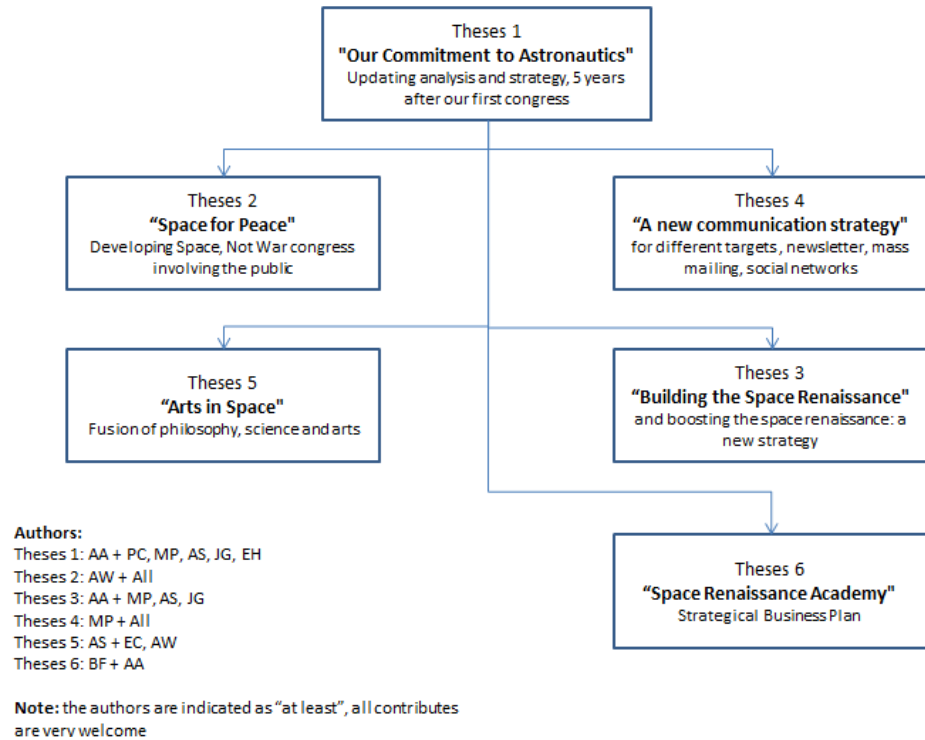 Theses 1
"Our Commitment to Astronautics"
Updating analysis and strategy, 5 years
after our first congress
Theses 2
“Space for Peace"
Developing Space, Not War congress
involving the public
Theses 4
“A new communication strategy"
for different targets, newsletter, mass
mailing, social networks
Theses 5
“Arts in Space"
Fusion of philosophy, science and arts
Theses 3
“Building the Space Renaissance"
and boosting the space renaissance: a
new strategy
Theses 6
“Space Renaissance Academy"
Strategical Business Plan
Authors:
Theses 1: AA + PC, MP, AS, JG, EH
Theses 2: AW + All
Theses 3: AA + MP, AS, JG
Theses 4: MP + All
Theses 5: AS + EC, AW
Theses 6: BF + AA
Note: the authors are indicated as “at least”, all contributes
are very welcome